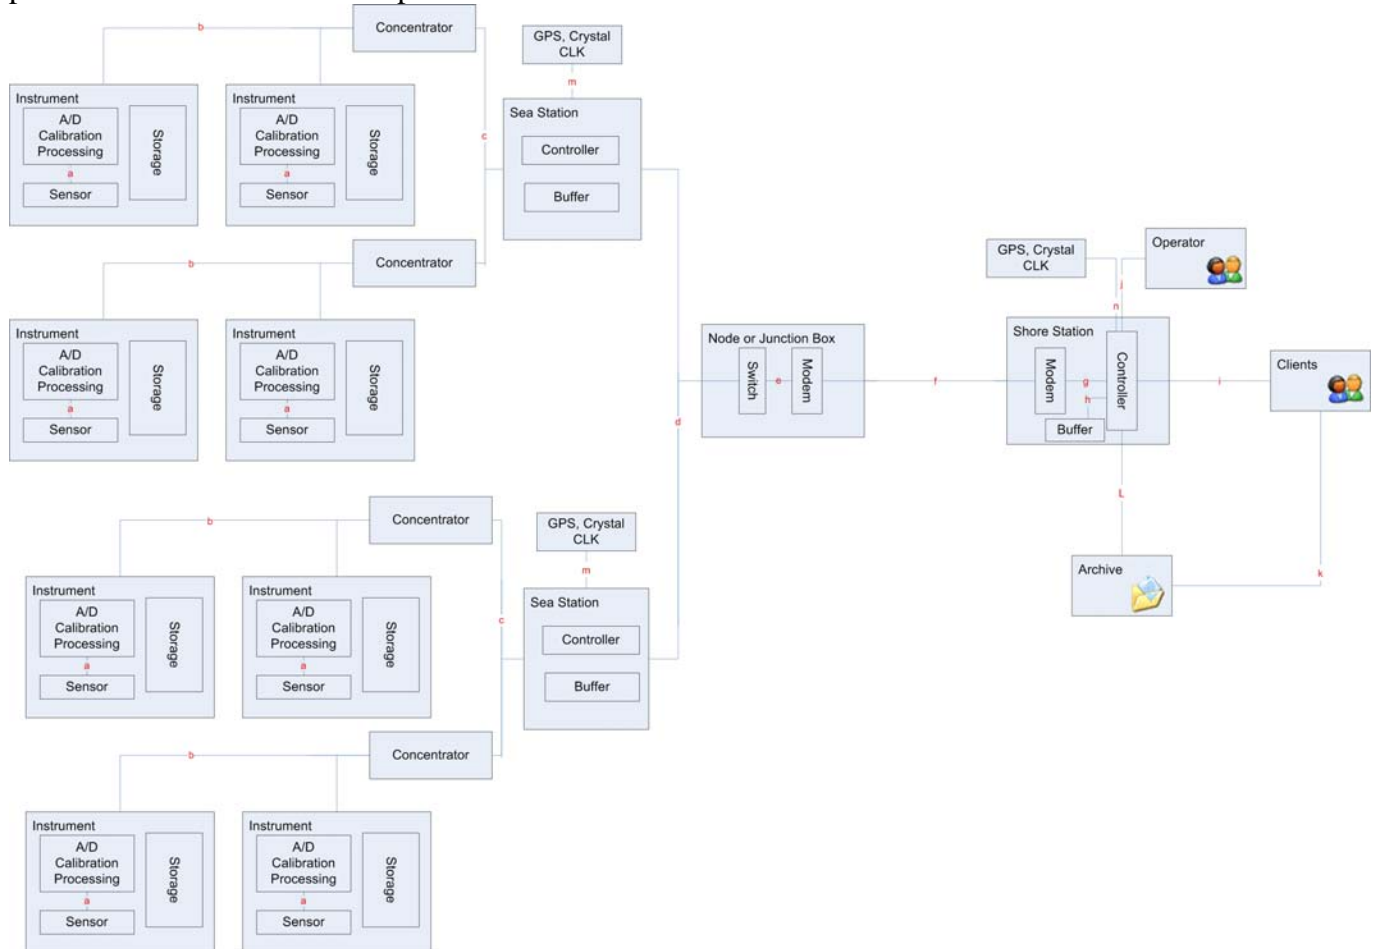 b
Concentrator
GPS, Crystal
CLK
m
Instrument
A/D
Calibration
Processing
a
Sensor
Storage
Instrument
A/D
Calibration
Processing
a
Sensor
Storage
c
Sea Station
Controller
Buffer
b
Concentrator
Instrument
A/D
Calibration
Processing
a
Sensor
Storage
Instrument
A/D
Calibration
Processing
a
Sensor
Storage
d
Node or Junction Box
Switch
e
Modem
f
GPS, Crystal
CLK
n
j
Operator
Shore Station
Modem
g
h
Controller
Buffer
i
Clients
L
Archive
k
b
Concentrator
GPS, Crystal
CLK
m
Instrument
A/D
Calibration
Processing
a
Sensor
Storage
Instrument
A/D
Calibration
Processing
a
Sensor
Storage
c
Sea Station
Controller
Buffer
b
Concentrator
Instrument
A/D
Calibration
Processing
a
Sensor
Storage
Instrument
A/D
Calibration
Processing
a
Sensor
Storage